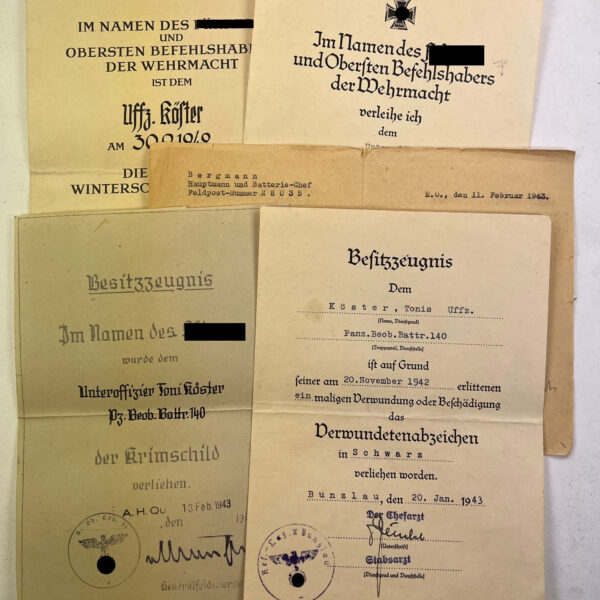 IM NAMEN DES
UND
OBERSTEN BEFEHLSHAB
DER WEHRMACHT
IST DEM
Uffz. Köster
AM
DIE
WINTERSC
Im Namen des
und Obersten Befehlshabers
der Wehrmacht
verleihe ich
dem
Bergmann
Hauptmann und Batterie-Chef
Feldpost-Nummer 28035.
E.O., den 11. Februar 1943.
Besitzzeugnis
Im Namen des
wurde dem
Unteroffizier Toni Köster
Pz. Beob. Battr. 140
der Krimschild
verliehen.
A.H.Qu 13 Feb. 1943
, den 19
Generalfeldmarsch
Besitzzeugnis
Dem
Köster, Tonis Uffz.
(Name, Dienstgrad)
Panz.Beob.Battr.140
(Truppenteil, Dienststelle)
ist auf Grund
seiner am 20.November 1942 erlittenen
ein maligen Verwundung oder Beschädigung
das
Verwundetenabzeichen
in Schwarz
verliehen worden.
Bunzlau, den 20. Jan. 1943
Der Chefarzt
(Unterschrift)
Stabsarzt
(Dienstgrad und Dienststelle)